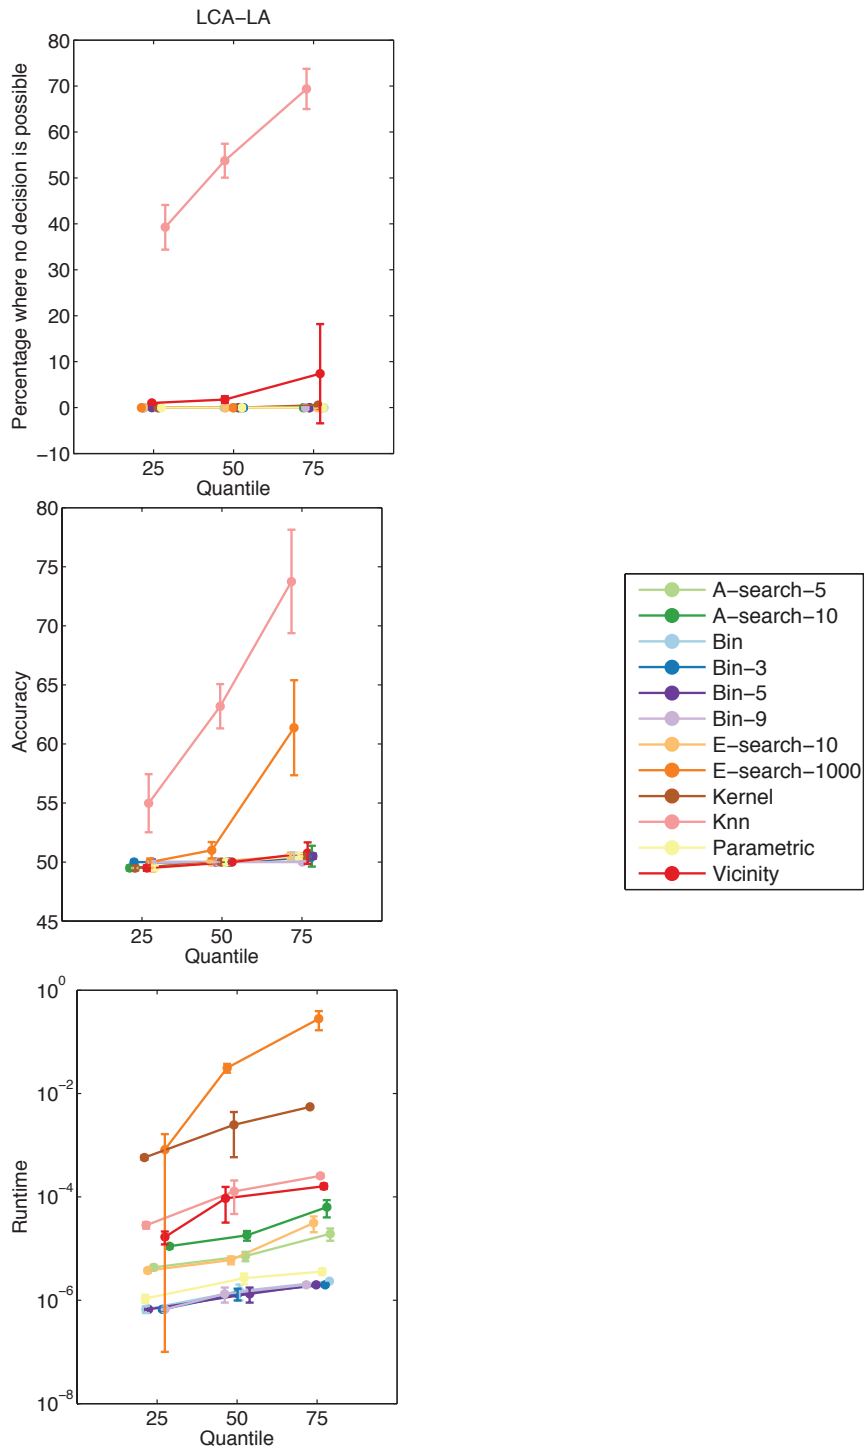 LCA−LA
80
70
60
50
40
30
20
10
0
−10
Percentage where no decision is possible
25 50 75
Quantile
80
75
70
65
60
55
50
45
Accuracy
25 50 75
Quantile
A−search−5
A−search−10
Bin
Bin−3
Bin−5
Bin−9
E−search−10
E−search−1000
Kernel
Knn
Parametric
Vicinity
10^0
10^−2
10^−4
10^−6
10^−8
Runtime
25 50 75
Quantile